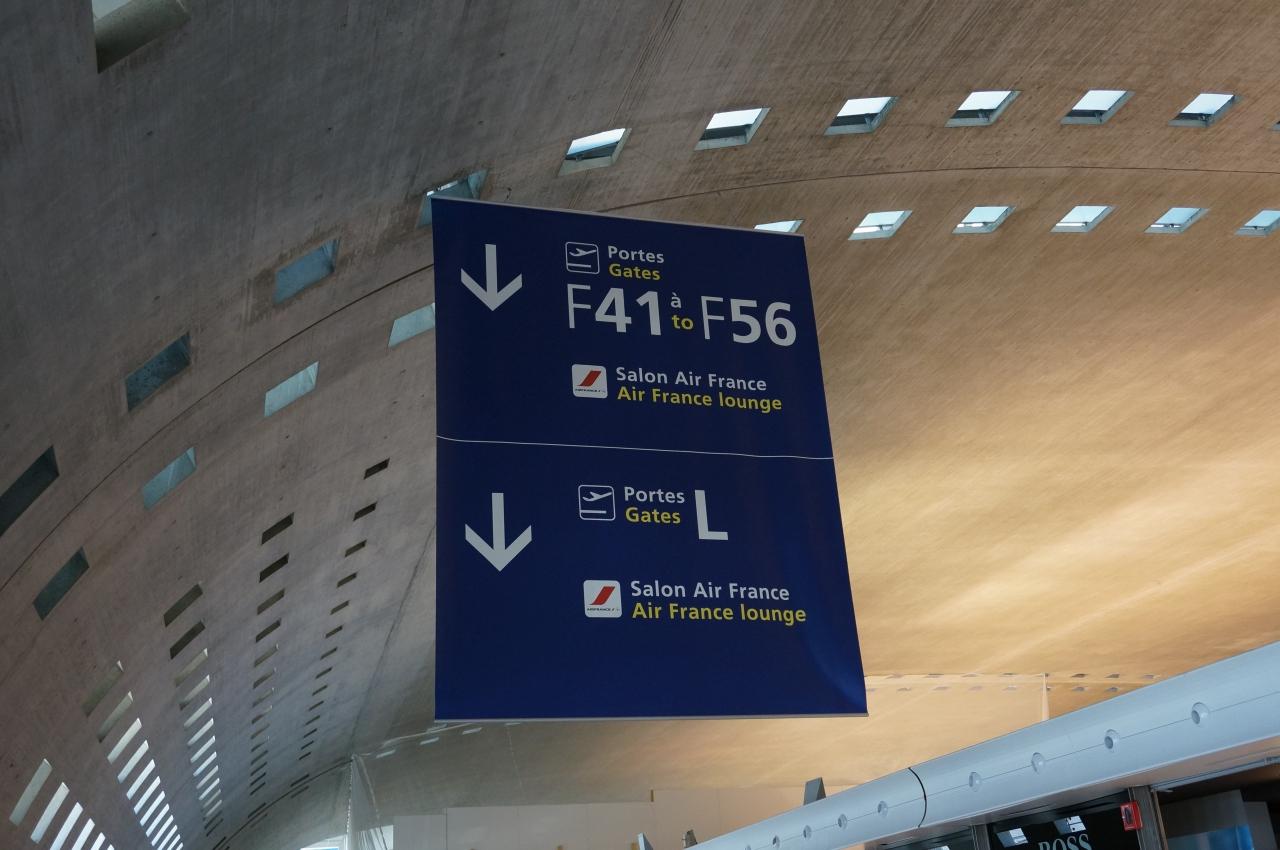 Portes
Gates
F41 à to F56
Salon Air France
Air France lounge
Portes
Gates
L
Salon Air France
Air France lounge
BOSS